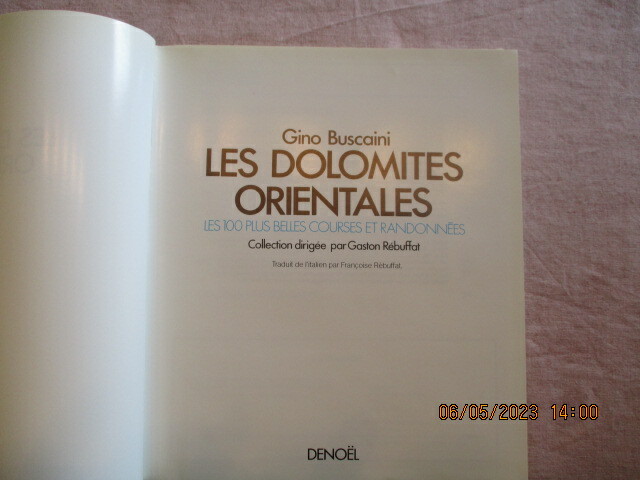 Gino Buscaini
LES DOLOMITES
ORIENTALES
LES 100 PLUS BELLES COURSES ET RANDONNÉES
Collection dirigée par Gaston Rébuffat
Traduit de l'italien par Françoise Rébuffat.
DENOËL
06/05/2023 14:00